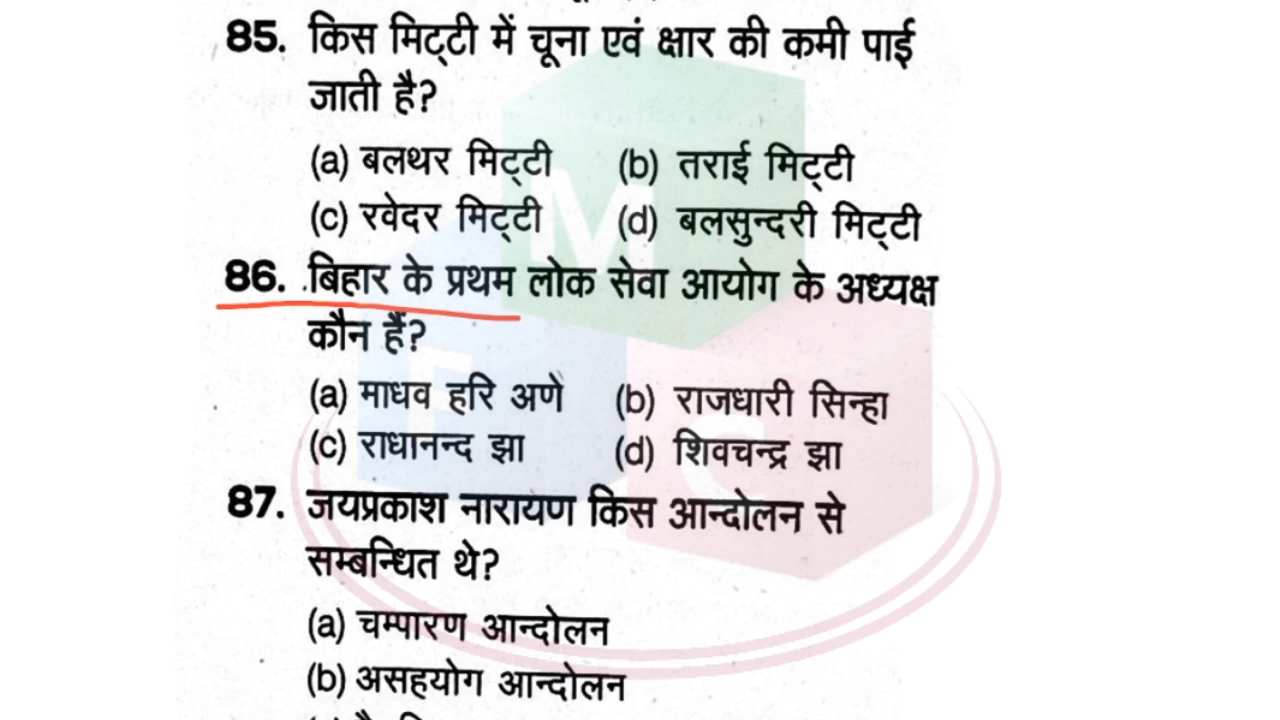 85. किस मिट्टी में चूना एवं क्षार की कमी पाई
जाती है?
(a) बलथर मिट्टी (b) तराई मिट्टी
(c) रवेदर मिट्टी (d) बलसुन्दरी मिट्टी
86. बिहार के प्रथम लोक सेवा आयोग के अध्यक्ष
कौन हैं?
(a) माधव हरि अणे (b) राजधारी सिन्हा
(c) राधानन्द झा (d) शिवचन्द्र झा
87. जयप्रकाश नारायण किस आन्दोलन से
सम्बन्धित थे?
(a) चम्पारण आन्दोलन
(b) असहयोग आन्दोलन